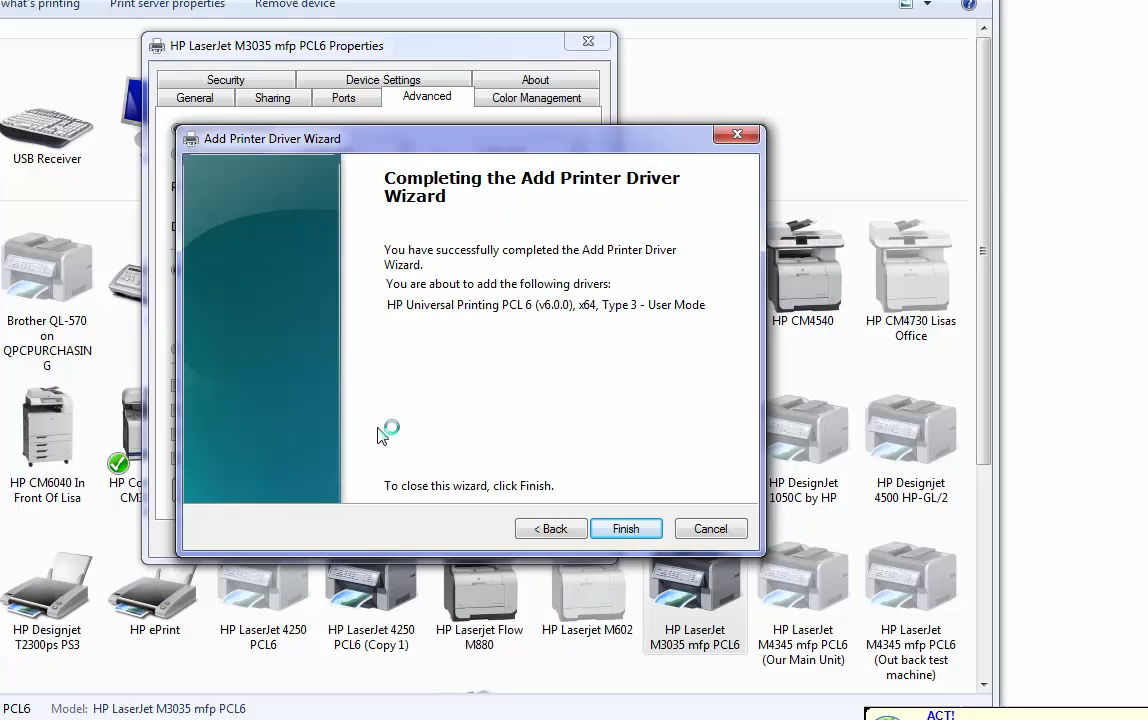 what's printing Print server properties Remove device
HP LaserJet M3035 mfp PCL6 Properties
Security Device Settings About
General Sharing Ports Advanced Color Management
Add Printer Driver Wizard
Completing the Add Printer Driver
Wizard
You have successfully completed the Add Printer Driver
Wizard.
You are about to add the following drivers:
HP Universal Printing PCL 6 (v6.0.0), x64, Type 3 - User Mode
To close this wizard, click Finish.
< Back Finish Cancel
USB Receiver
Brother QL-570
on
QPCPURCHASIN
G
HP CM4540
HP CM4730 Lisas
Office
HP CM6040 In
Front Of Lisa
HP Co
CM3
HP DesignJet
1050C by HP
HP Designjet
4500 HP-GL/2
HP Designjet
T2300ps PS3
HP ePrint
HP LaserJet 4250
PCL6
HP LaserJet 4250
PCL6 (Copy 1)
HP Laserjet Flow
M880
HP Laserjet M602
HP LaserJet
M3035 mfp PCL6
HP LaserJet
M4345 mfp PCL6
(Our Main Unit)
HP LaserJet
M4345 mfp PCL6
(Out back test
machine)
PCL6 Model: HP LaserJet M3035 mfp PCL6
ACT!